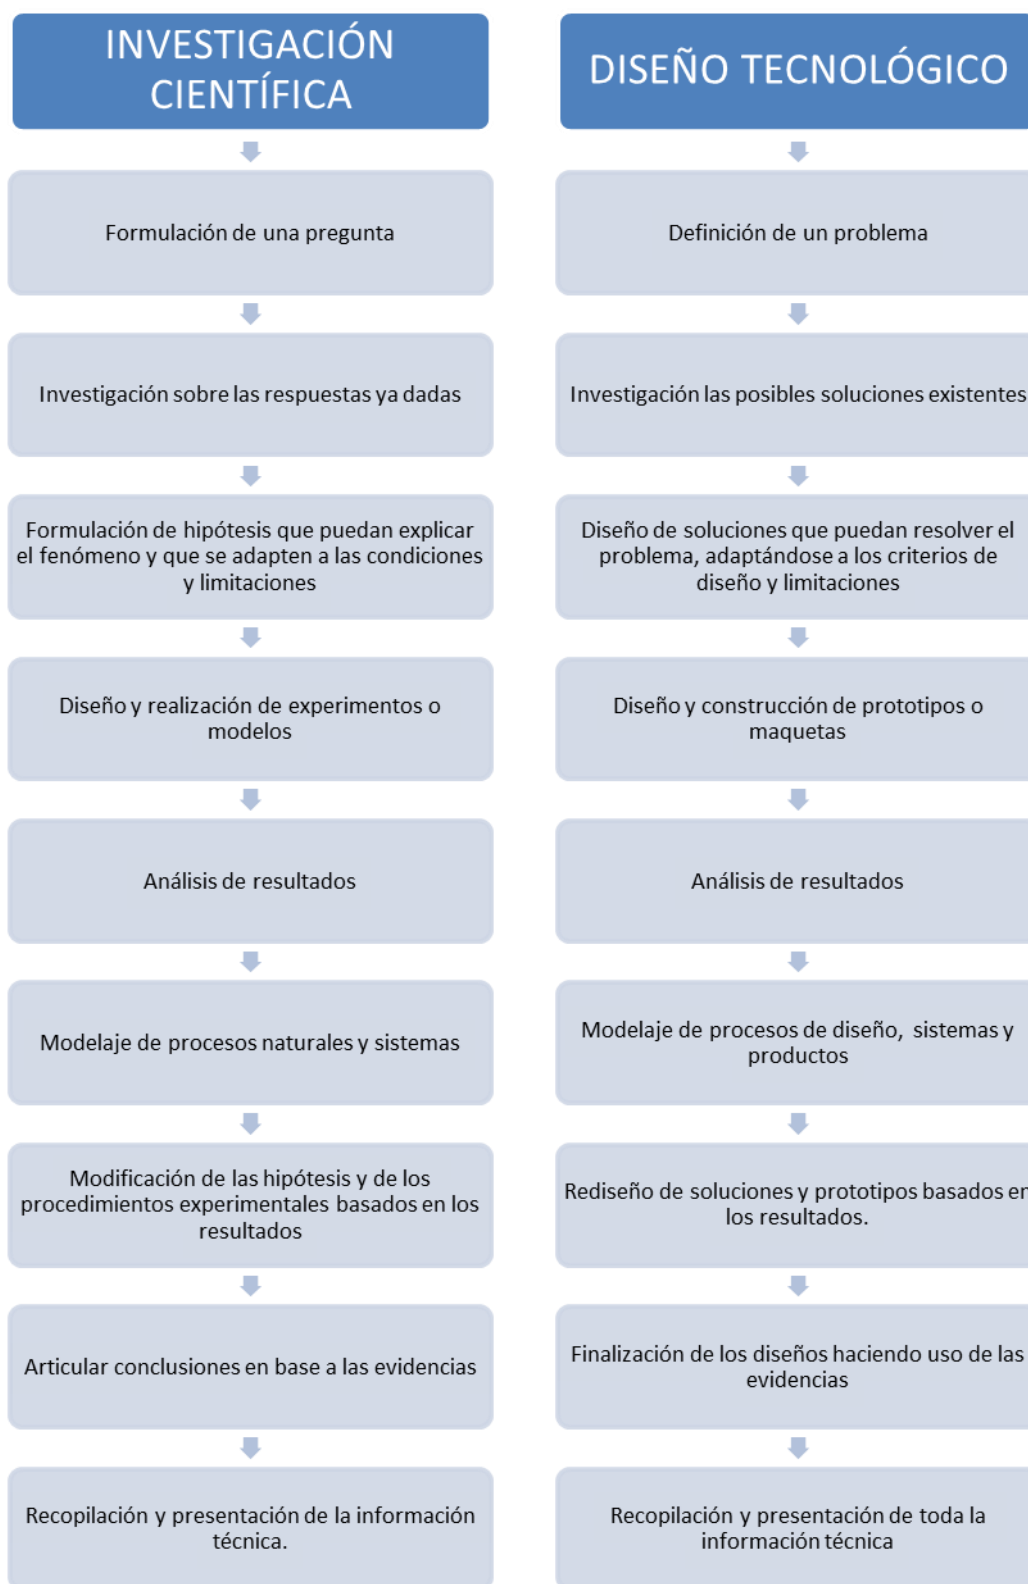 INVESTIGACIÓN
CIENTÍFICA
Formulación de una pregunta
Investigación sobre las respuestas ya dadas
Formulación de hipótesis que puedan explicar
el fenómeno y que se adapten a las condiciones
y limitaciones
Diseño y realización de experimentos o
modelos
Análisis de resultados
Modelaje de procesos naturales y sistemas
Modificación de las hipótesis y de los
procedimientos experimentales basados en los
resultados
Articular conclusiones en base a las evidencias
Recopilación y presentación de la información
técnica.
DISEÑO TECNOLÓGICO
Definición de un problema
Investigación las posibles soluciones existentes
Diseño de soluciones que puedan resolver el
problema, adaptándose a los criterios de
diseño y limitaciones
Diseño y construcción de prototipos o
maquetas
Análisis de resultados
Modelaje de procesos de diseño, sistemas y
productos
Rediseño de soluciones y prototipos basados en
los resultados.
Finalización de los diseños haciendo uso de las
evidencias
Recopilación y presentación de toda la
información técnica